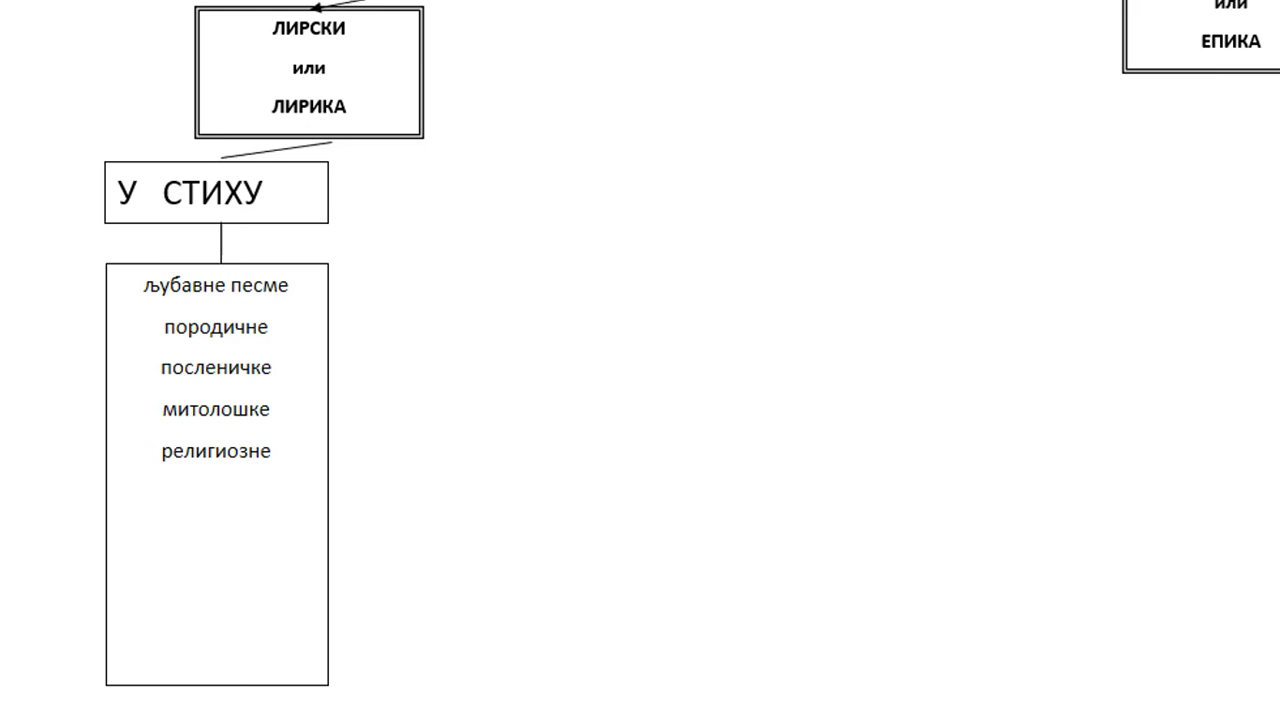 ЛИРСКИ
или
ЛИРИКА
или
ЕПИКА
У СТИХУ
љубавне песме
породичне
посленичке
митолошке
религиозне